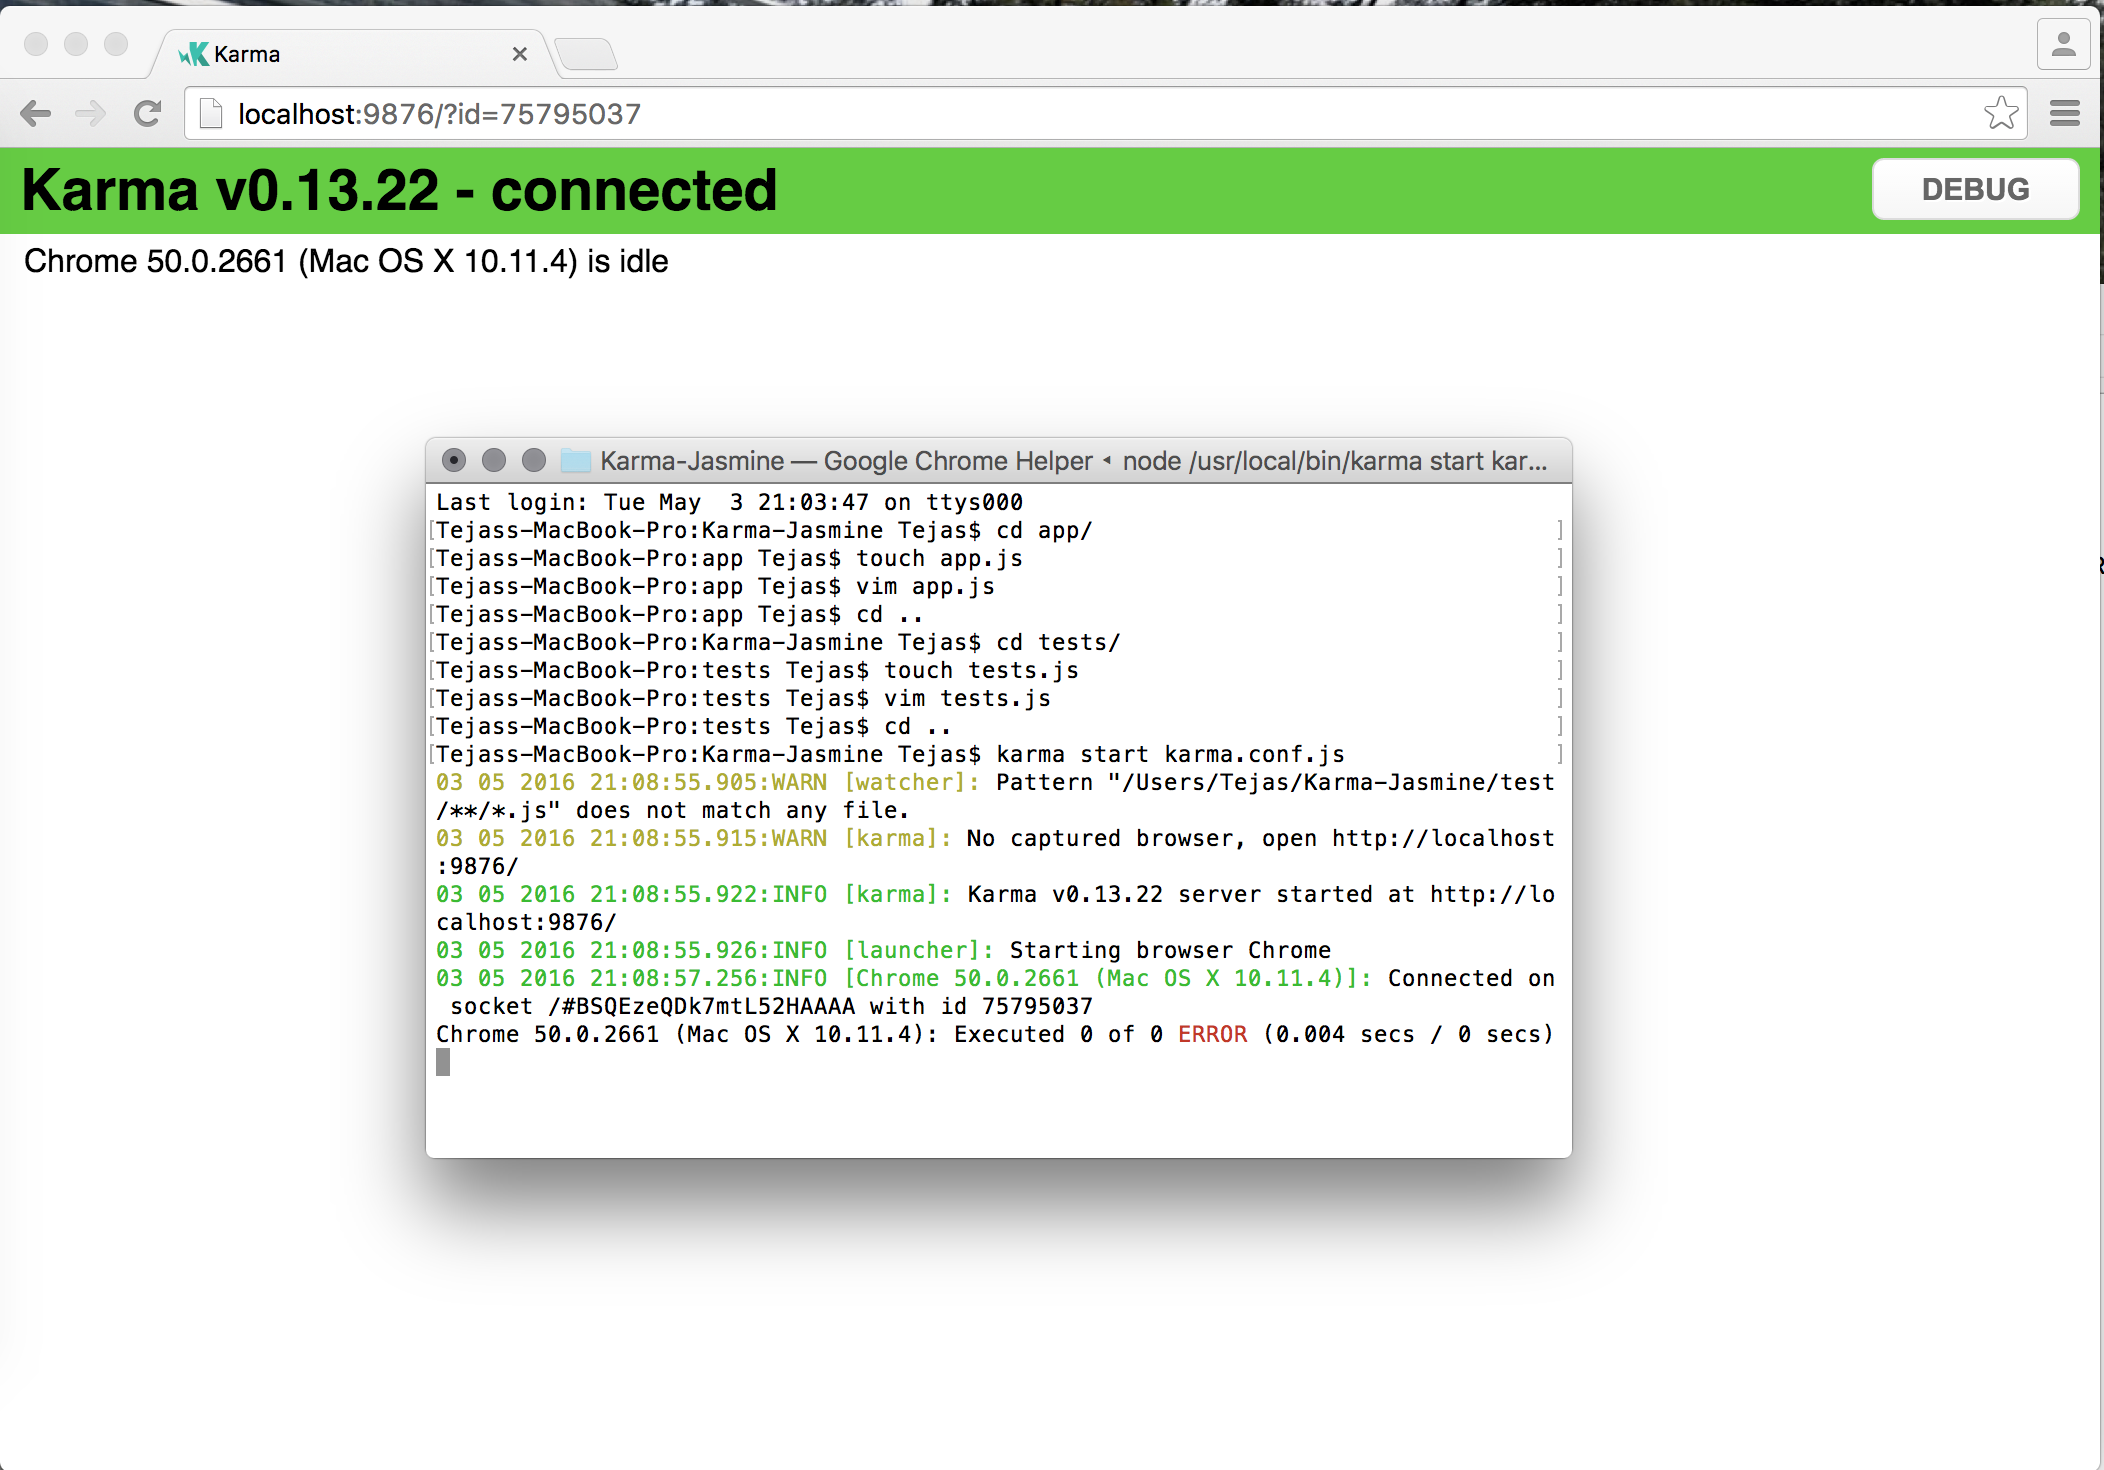 Karma
localhost:9876/?id=75795037
Karma v0.13.22 - connected
DEBUG
Chrome 50.0.2661 (Mac OS X 10.11.4) is idle
Karma-Jasmine — Google Chrome Helper ◂ node /usr/local/bin/karma start kar...
Last login: Tue May  3 21:03:47 on ttys000
[Tejass-MacBook-Pro:Karma-Jasmine Tejas$ cd app/ ]
[Tejass-MacBook-Pro:app Tejas$ touch app.js ]
[Tejass-MacBook-Pro:app Tejas$ vim app.js ]
[Tejass-MacBook-Pro:app Tejas$ cd .. ]
[Tejass-MacBook-Pro:Karma-Jasmine Tejas$ cd tests/ ]
[Tejass-MacBook-Pro:tests Tejas$ touch tests.js ]
[Tejass-MacBook-Pro:tests Tejas$ vim tests.js ]
[Tejass-MacBook-Pro:tests Tejas$ cd .. ]
[Tejass-MacBook-Pro:Karma-Jasmine Tejas$ karma start karma.conf.js ]
03 05 2016 21:08:55.905:WARN [watcher]: Pattern "/Users/Tejas/Karma-Jasmine/test
/**/*.js" does not match any file.
03 05 2016 21:08:55.915:WARN [karma]: No captured browser, open http://localhost
:9876/
03 05 2016 21:08:55.922:INFO [karma]: Karma v0.13.22 server started at http://lo
calhost:9876/
03 05 2016 21:08:55.926:INFO [launcher]: Starting browser Chrome
03 05 2016 21:08:57.256:INFO [Chrome 50.0.2661 (Mac OS X 10.11.4)]: Connected on
 socket /#BSQEzeQDk7mtL52HAAAA with id 75795037
Chrome 50.0.2661 (Mac OS X 10.11.4): Executed 0 of 0 ERROR (0.004 secs / 0 secs)